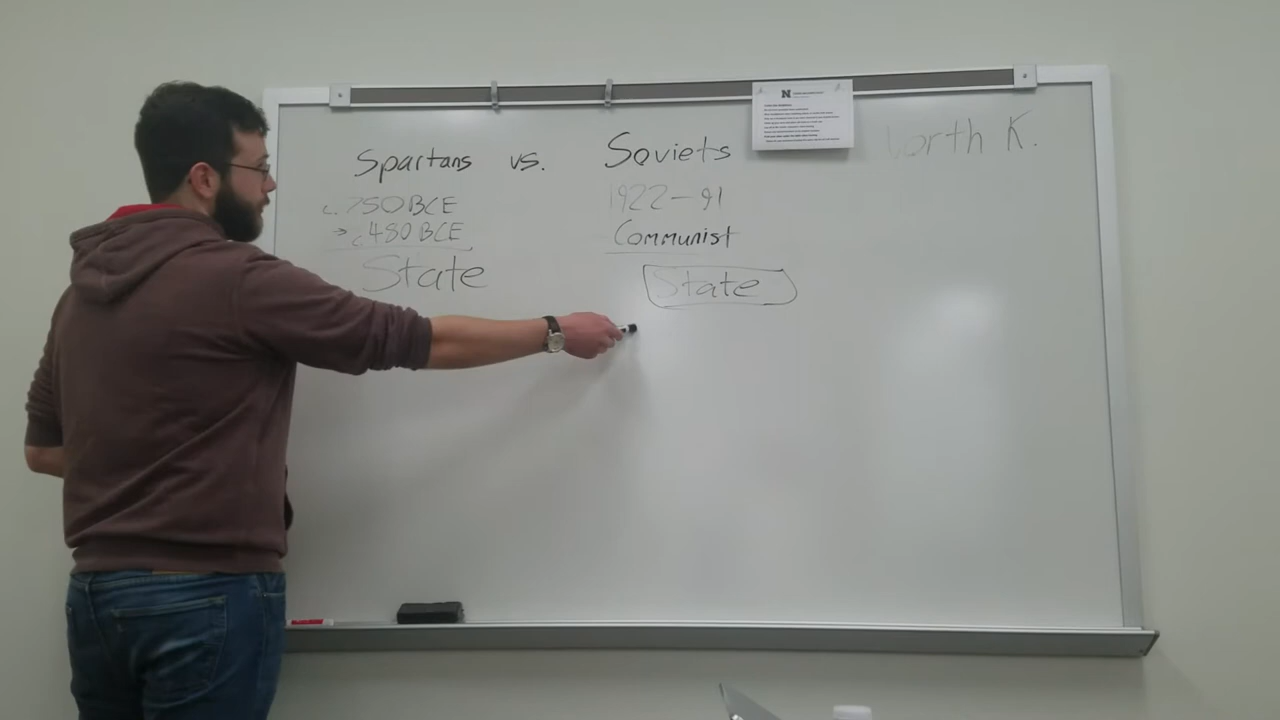 Spartans vs. Soviets
North K.
c. 750 BCE
→ c. 480 BCE
State
1922-91
Communist
State
N